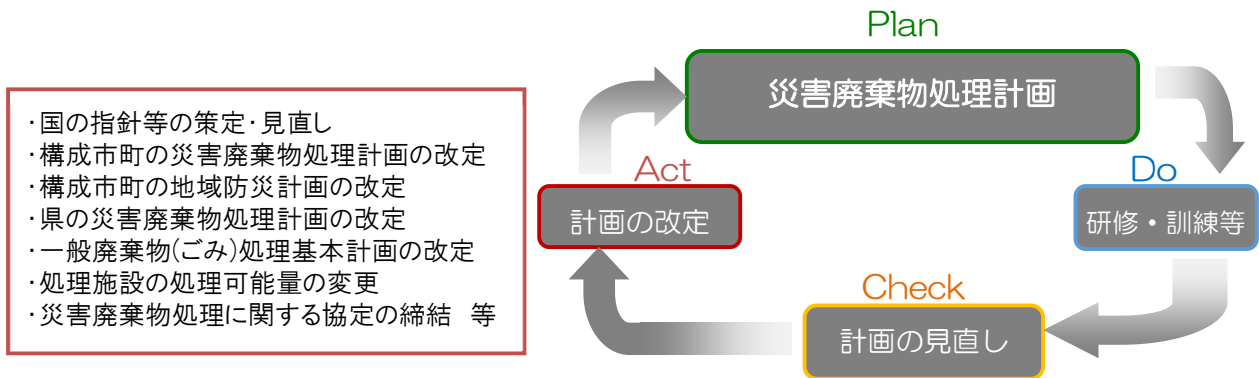 ・国の指針等の策定・見直し
・構成市町の災害廃棄物処理計画の改定
・構成市町の地域防災計画の改定
・県の災害廃棄物処理計画の改定
・一般廃棄物(ごみ)処理基本計画の改定
・処理施設の処理可能量の変更
・災害廃棄物処理に関する協定の締結　等
Plan
災害廃棄物処理計画
Do
研修・訓練等
Check
計画の見直し
Act
計画の改定